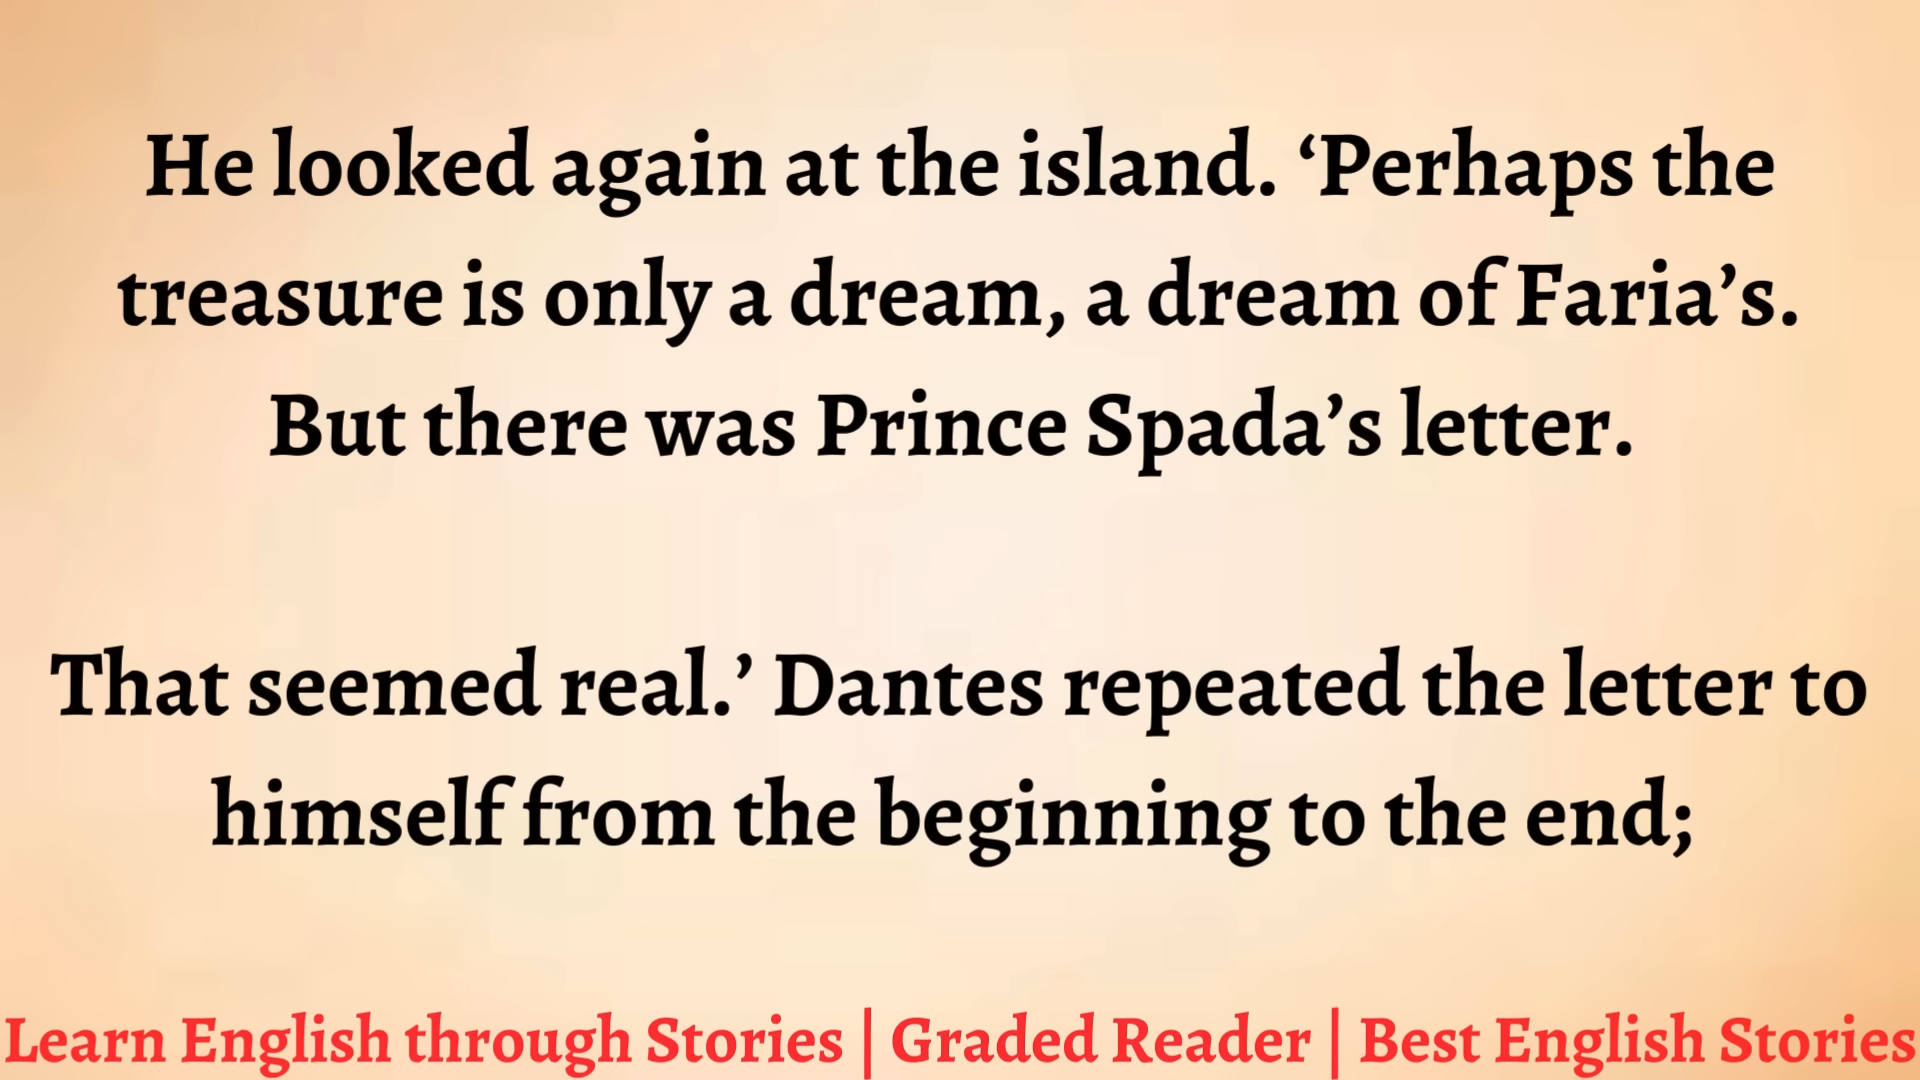 He looked again at the island. ‘Perhaps the
treasure is only a dream, a dream of Faria’s.
But there was Prince Spada’s letter.
That seemed real.’ Dantes repeated the letter to
himself from the beginning to the end;
Learn English through Stories | Graded Reader | Best English Stories